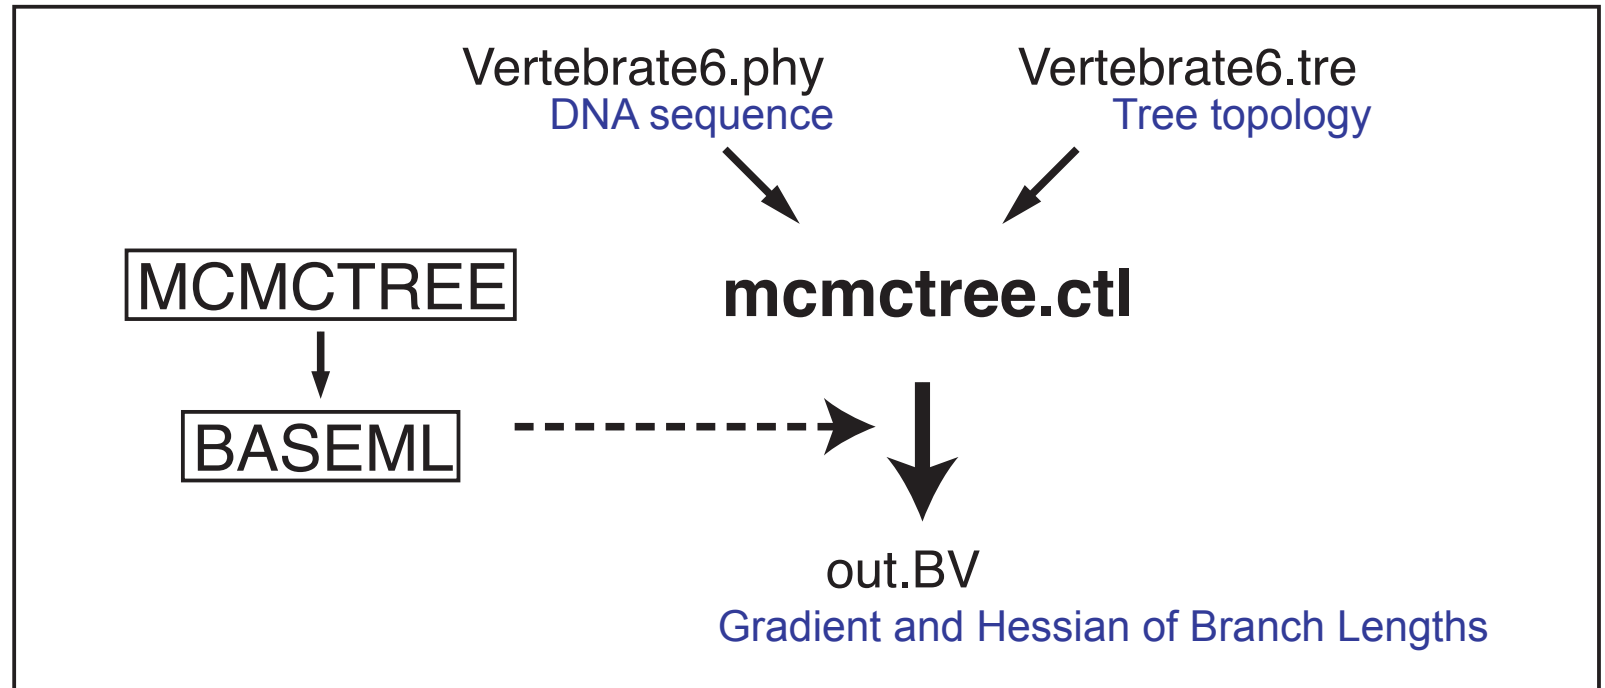 Vertebrate6.phy
DNA sequence
Vertebrate6.tre
Tree topology
MCMCTREE
mcmctree.ctl
BASEML
out.BV
Gradient and Hessian of Branch Lengths